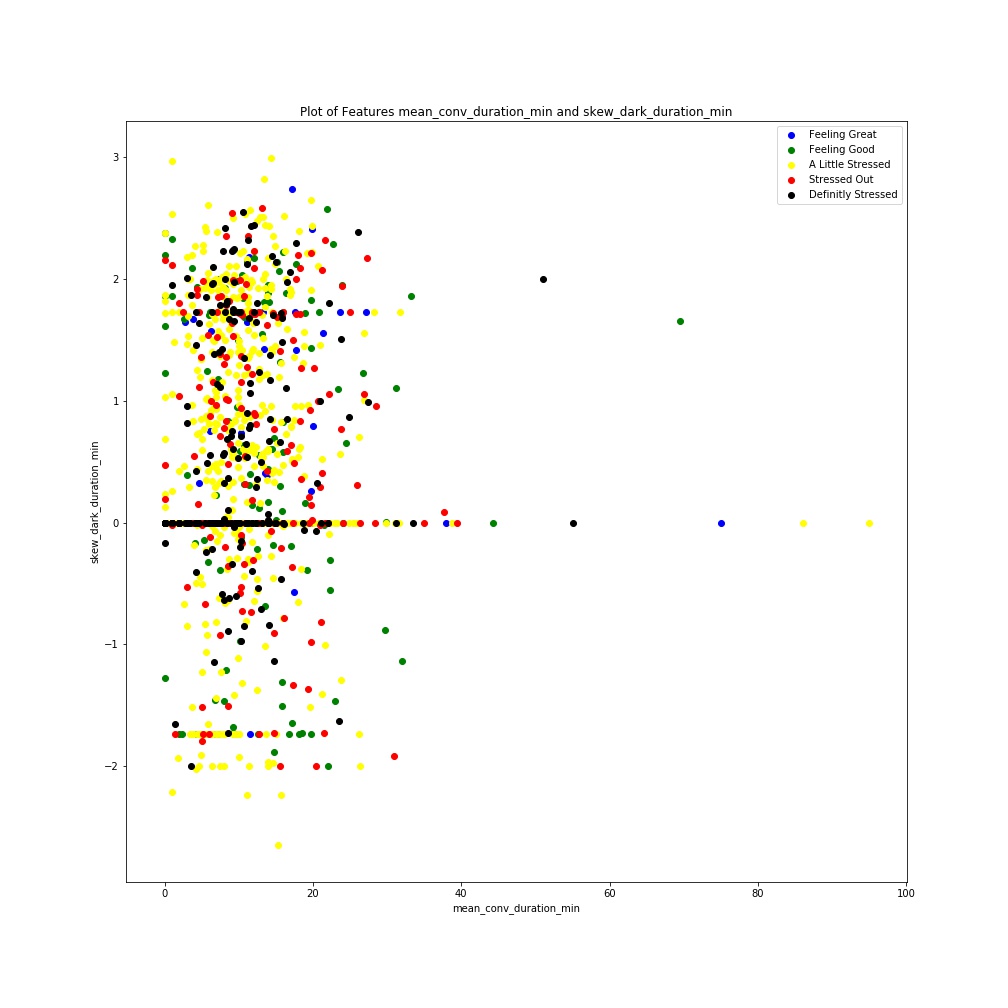 Plot of Features mean_conv_duration_min and skew_dark_duration_min
Feeling Great
Feeling Good
A Little Stressed
Stressed Out
Definitly Stressed
3
2
1
0
−1
−2
skew_dark_duration_min
0 20 40 60 80 100
mean_conv_duration_min